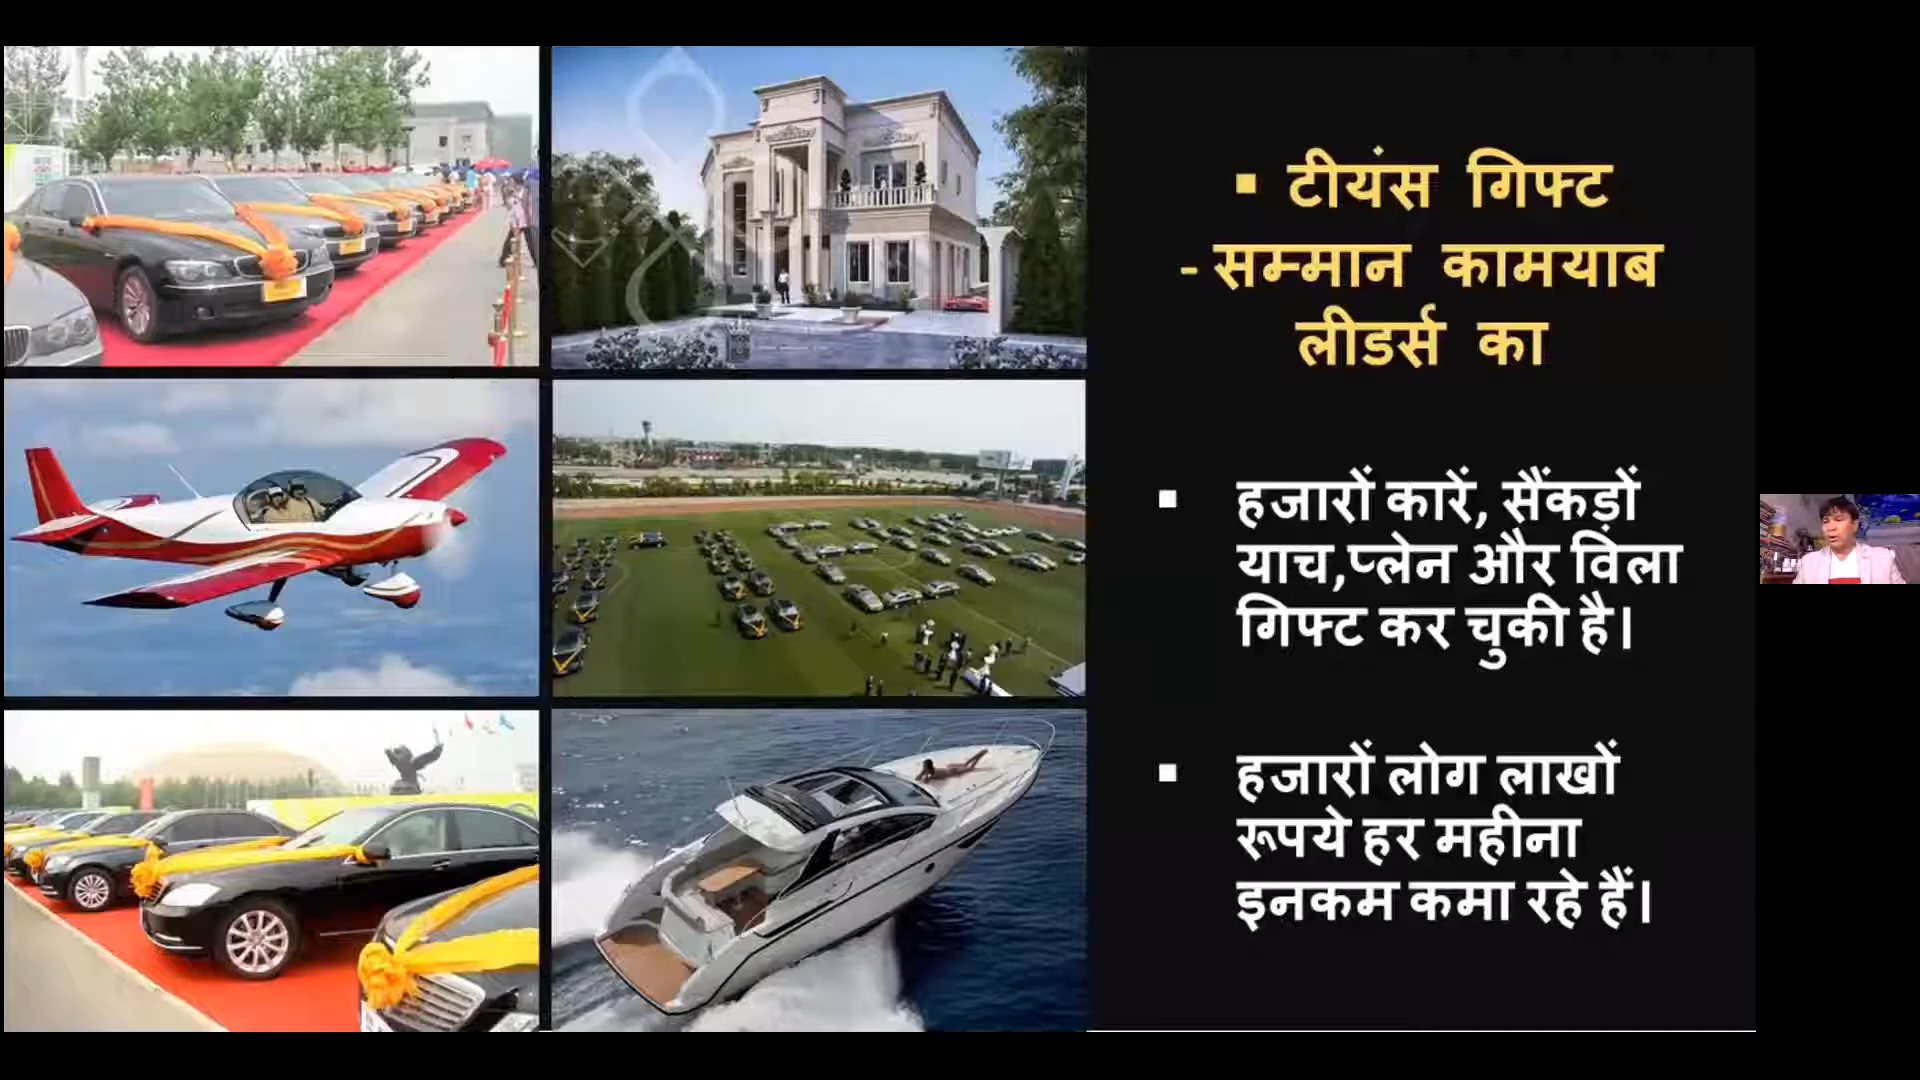 ▪ टीयंस गिफ्ट
- सम्मान कामयाब
लीडर्स का
▪ हजारों कारें, सैंकड़ों
याच,प्लेन और विला
गिफ्ट कर चुकी है।
▪ हजारों लोग लाखों
रूपये हर महीना
इनकम कमा रहे हैं।